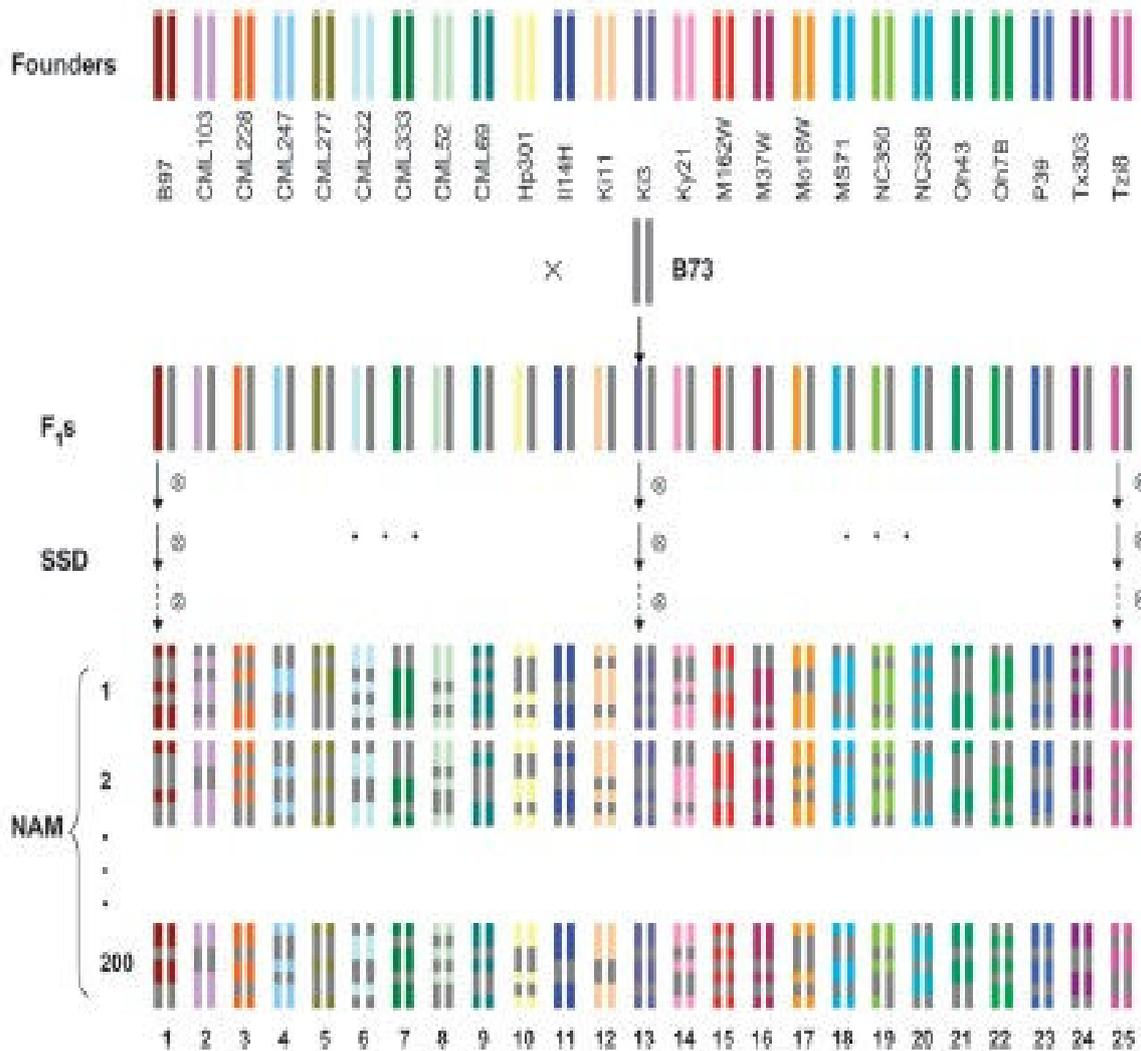 Founders
B97 CML103 CML228 CML247 CML277 CML322 CML333 CML52 CML69 Hp301 Il14H Ki11 Ki3 Ky21 M162W M37W Mo18W MS71 NC350 NC358 Oh43 Oh7B P39 Tx303 Tzi8
X B73
F1s
SSD
1
2
NAM
200
1 2 3 4 5 6 7 8 9 10 11 12 13 14 15 16 17 18 19 20 21 22 23 24 25